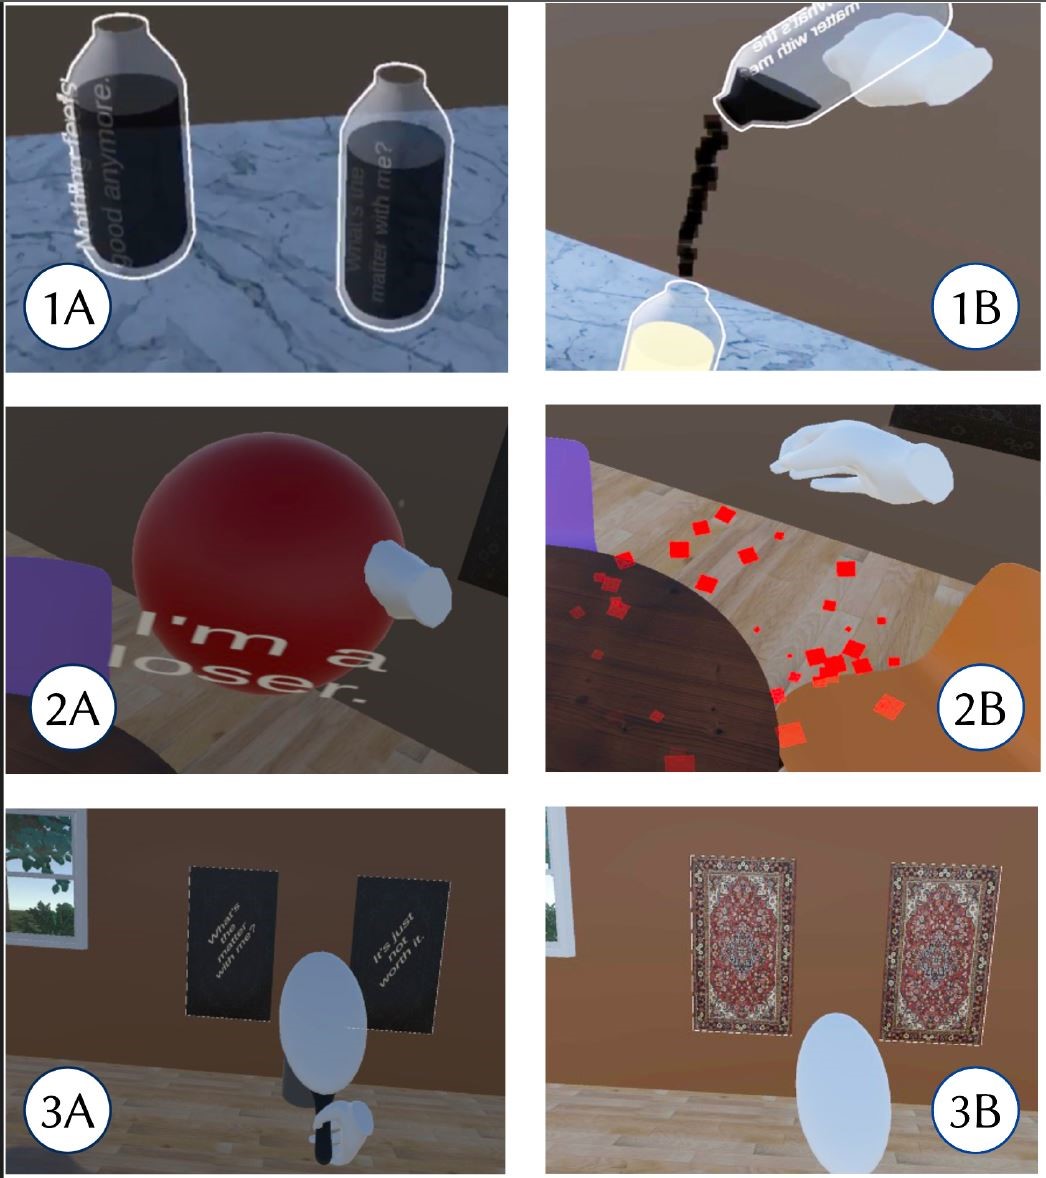 Nothing feels
good anymore.
What's the
matter with me?
1A
What's the
matter with me?
1B
I'm a
loser.
2A
2B
What's
the
matter
with me?
It's just
not
worth it.
3A
3B